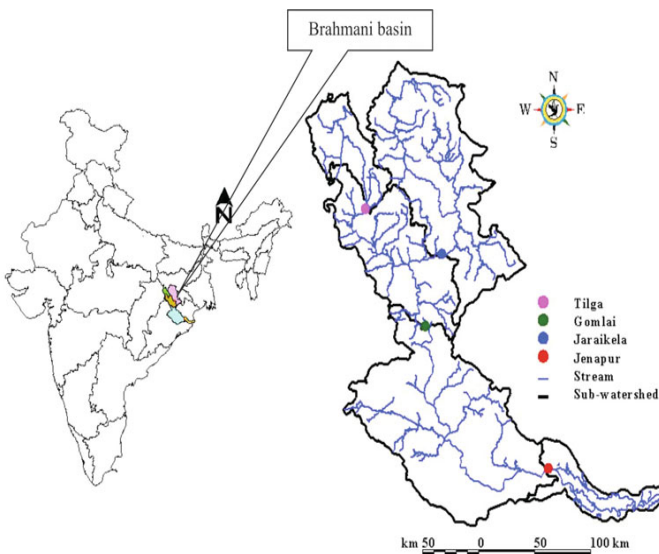 Brahmani basin
N
N
W E
S
Tilga
Gomlai
Jaraikela
Jenapur
Stream
Sub-watershed
km 50 0 50 100 km